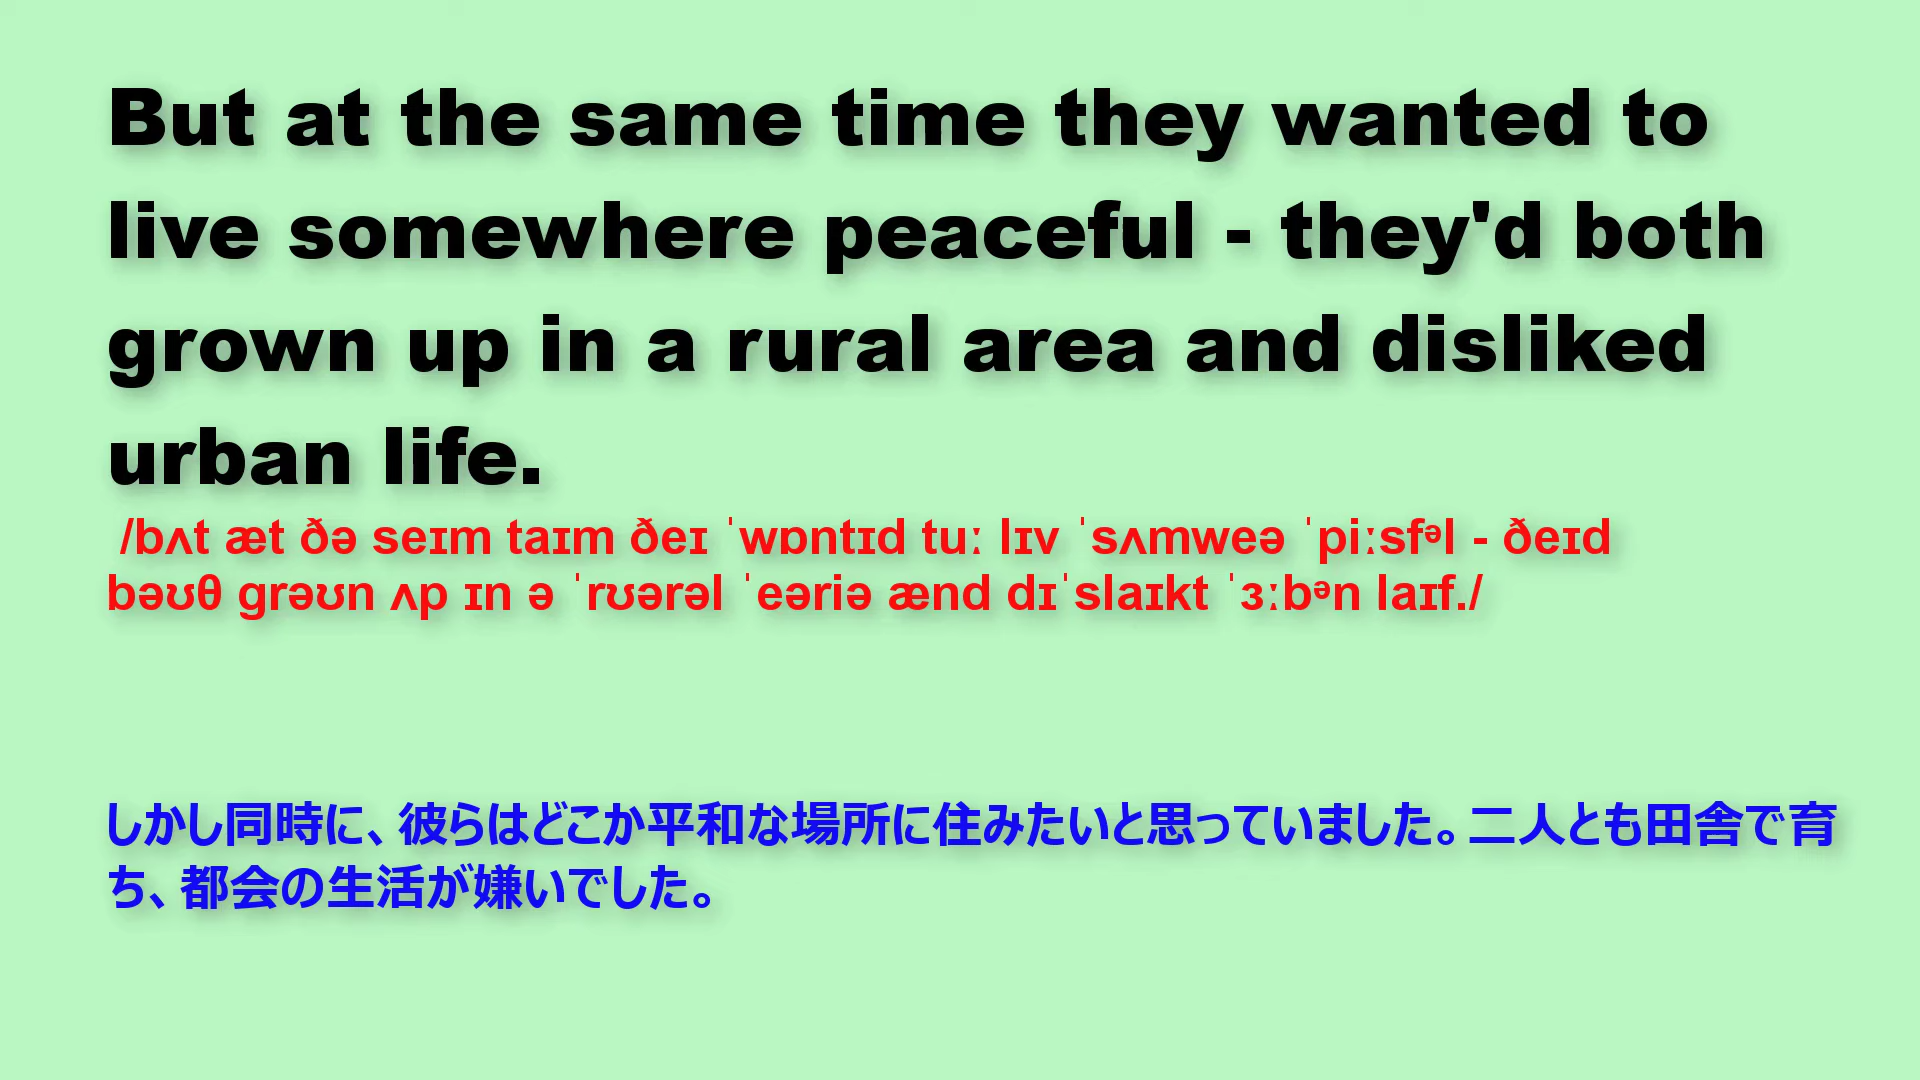 But at the same time they wanted to
live somewhere peaceful - they'd both
grown up in a rural area and disliked
urban life.
/bʌt æt ðə seɪm taɪm ðeɪ ˈwɒntɪd tuː lɪv ˈsʌmweə ˈpiːsfᵊl - ðeɪd
bəʊθ grəʊn ʌp ɪn ə ˈrʊərəl ˈeəriə ænd dɪˈslaɪkt ˈɜːbᵊn laɪf./
しかし同時に、彼らはどこか平和な場所に住みたいと思っていました。二人とも田舎で育
ち、都会の生活が嫌いでした。